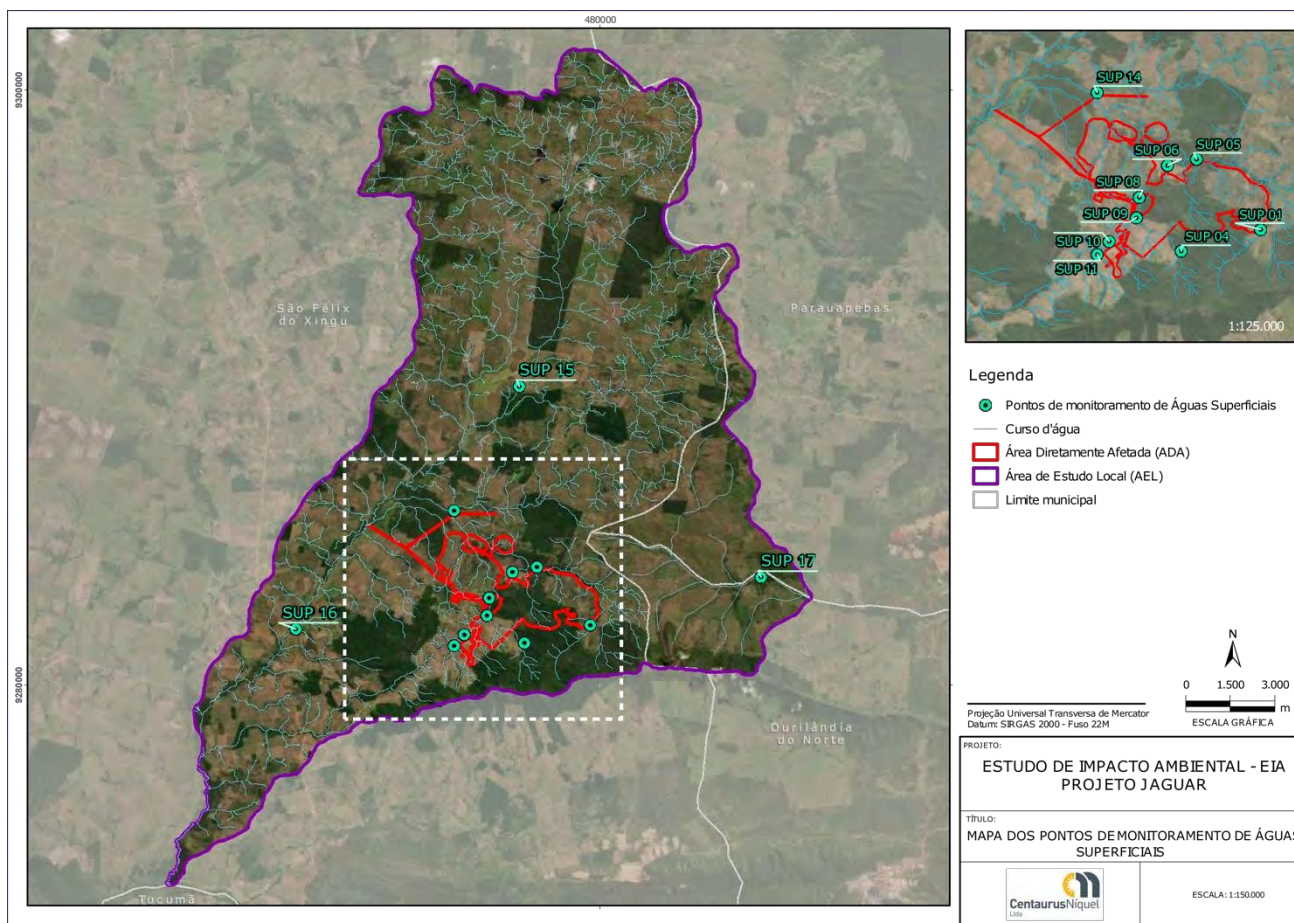 480000
9300000
9280000
São Félix
do Xingu
Parauapebas
SUP 15
SUP 17
SUP 16
Ourilândia
do Norte
Tucumã
SUP 14
SUP 06
SUP 05
SUP 08
SUP 09
SUP 01
SUP 10
SUP 04
SUP 11
1:125.000
Legenda
Pontos de monitoramento de Águas Superficiais
Curso d'água
Área Diretamente Afetada (ADA)
Área de Estudo Local (AEL)
Limite municipal
N
0 1.500 3.000
m
ESCALA GRÁFICA
Projeção Universal Transversa de Mercator
Datum: SIRGAS 2000 - Fuso 22M
PROJETO:
ESTUDO DE IMPACTO AMBIENTAL - EIA
PROJETO JAGUAR
TÍTULO:
MAPA DOS PONTOS DE MONITORAMENTO DE ÁGUAS
SUPERFICIAIS
CentaurusNíquel
Ltda
ESCALA: 1:150.000